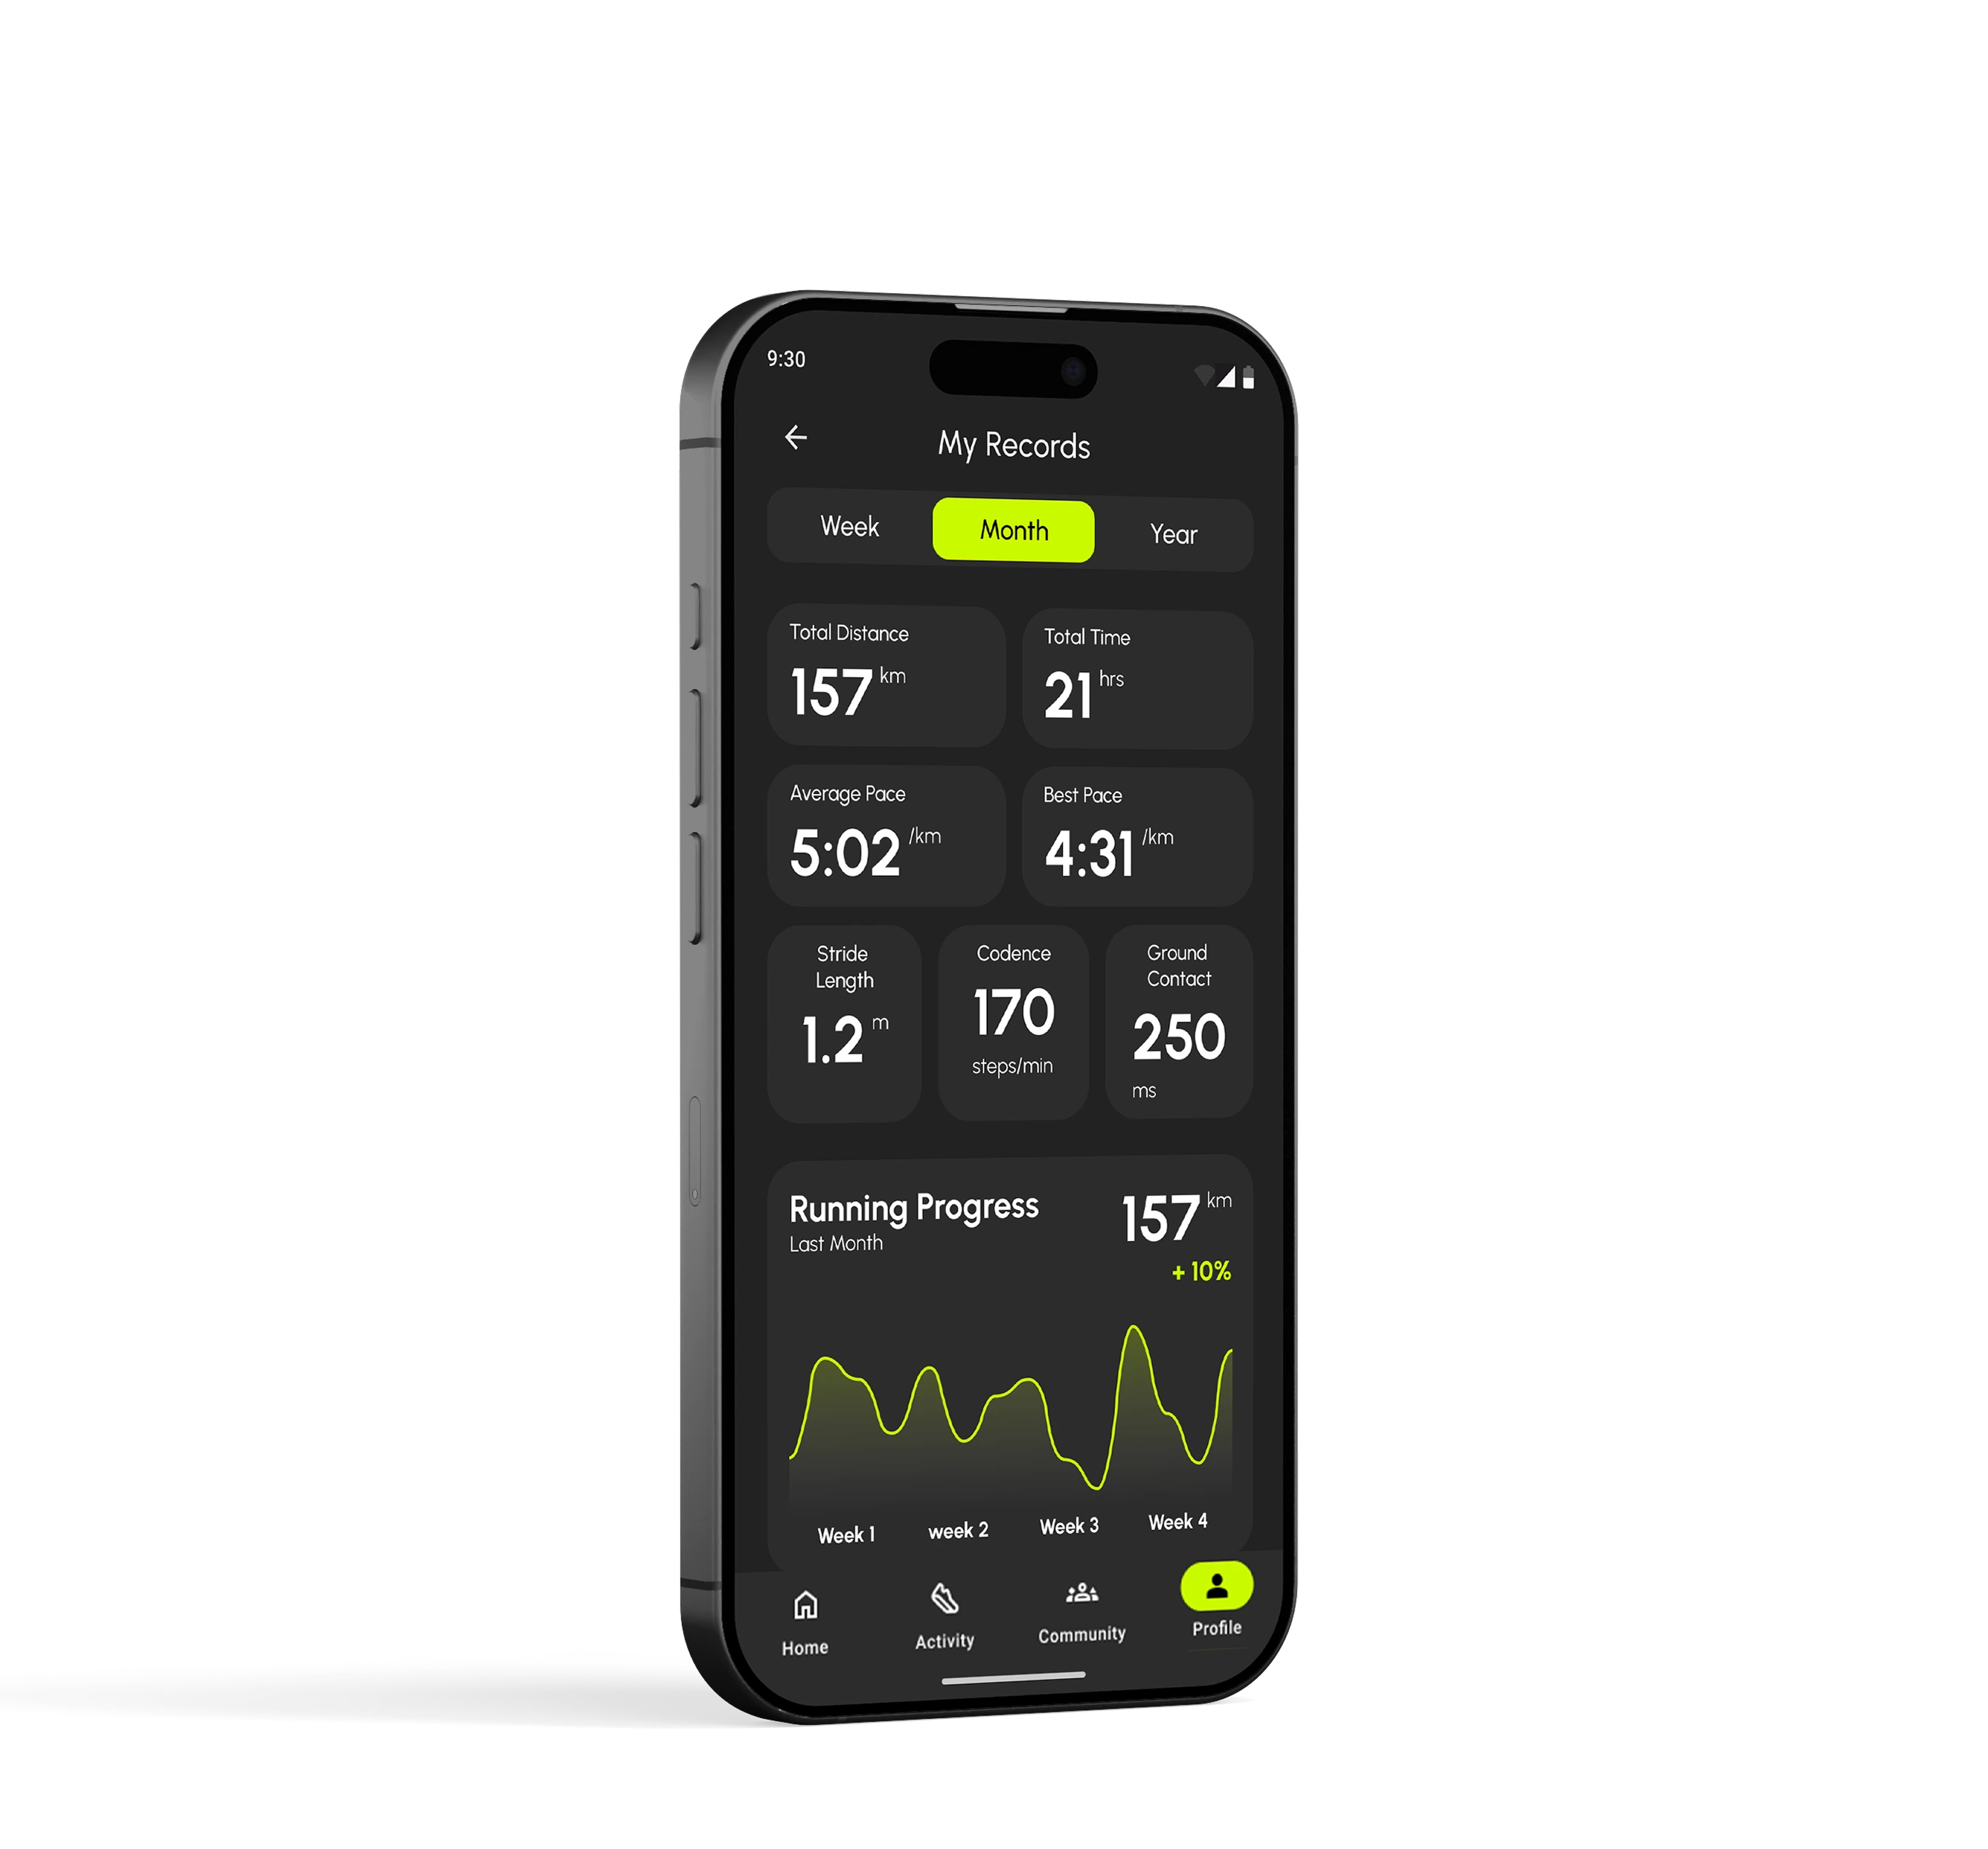 9:30
My Records
Week Month Year
Total Distance
157 km
Total Time
21 hrs
Average Pace
5:02 /km
Best Pace
4:31 /km
Stride
Length
1.2 m
Codence
170
steps/min
Ground
Contact
250
ms
Running Progress
Last Month
157 km
+ 10%
Week 1 week 2 Week 3 Week 4
Home Activity Community Profile